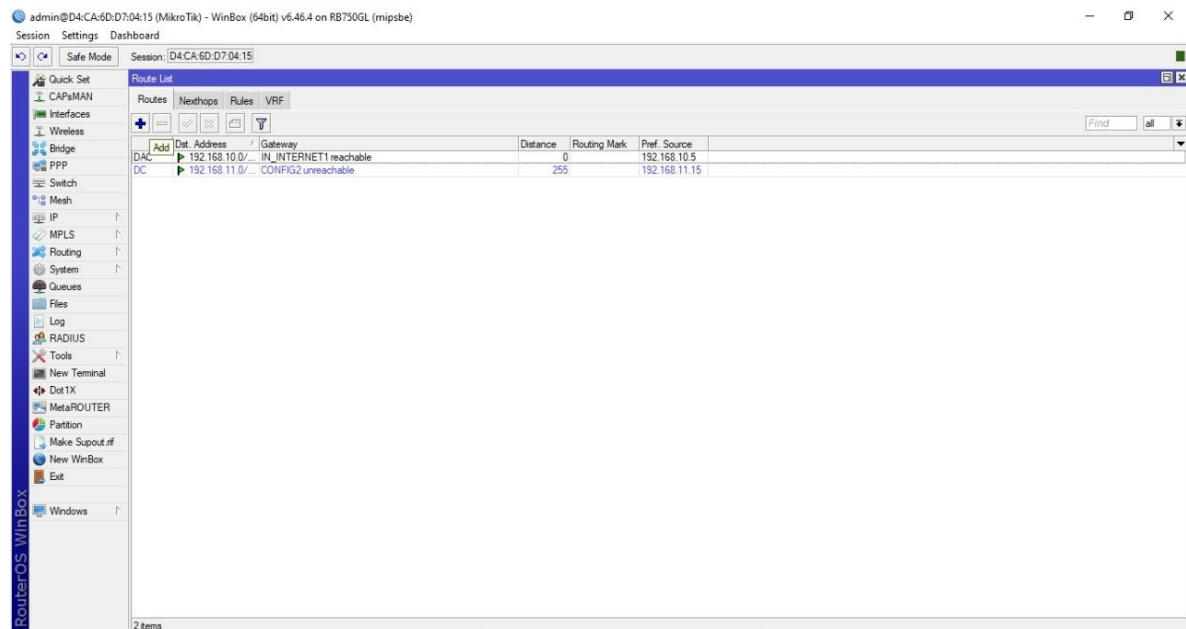 admin@D4:CA:6D:D7:04:15 (MikroTik) - WinBox (64bit) v6.46.4 on RB750GL (mipsbe)
Session Settings Dashboard
Safe Mode Session: D4:CA:6D:D7:04:15
Quick Set
CAPsMAN
Interfaces
Wireless
Bridge
PPP
Switch
Mesh
IP
MPLS
Routing
System
Queues
Files
Log
RADIUS
Tools
New Terminal
Dot1X
MetaROUTER
Partition
Make Supout.rif
New WinBox
Exit
Windows
RouterOS WinBox
Route List
Routes Nexthops Rules VRF
Find all
Add
Dst. Address Gateway Distance Routing Mark Pref. Source
DAC 192.168.10.0/... IN_INTERNET1 reachable 0 192.168.10.5
DC 192.168.11.0/... CONFIG2 unreachable 255 192.168.11.15
2 items